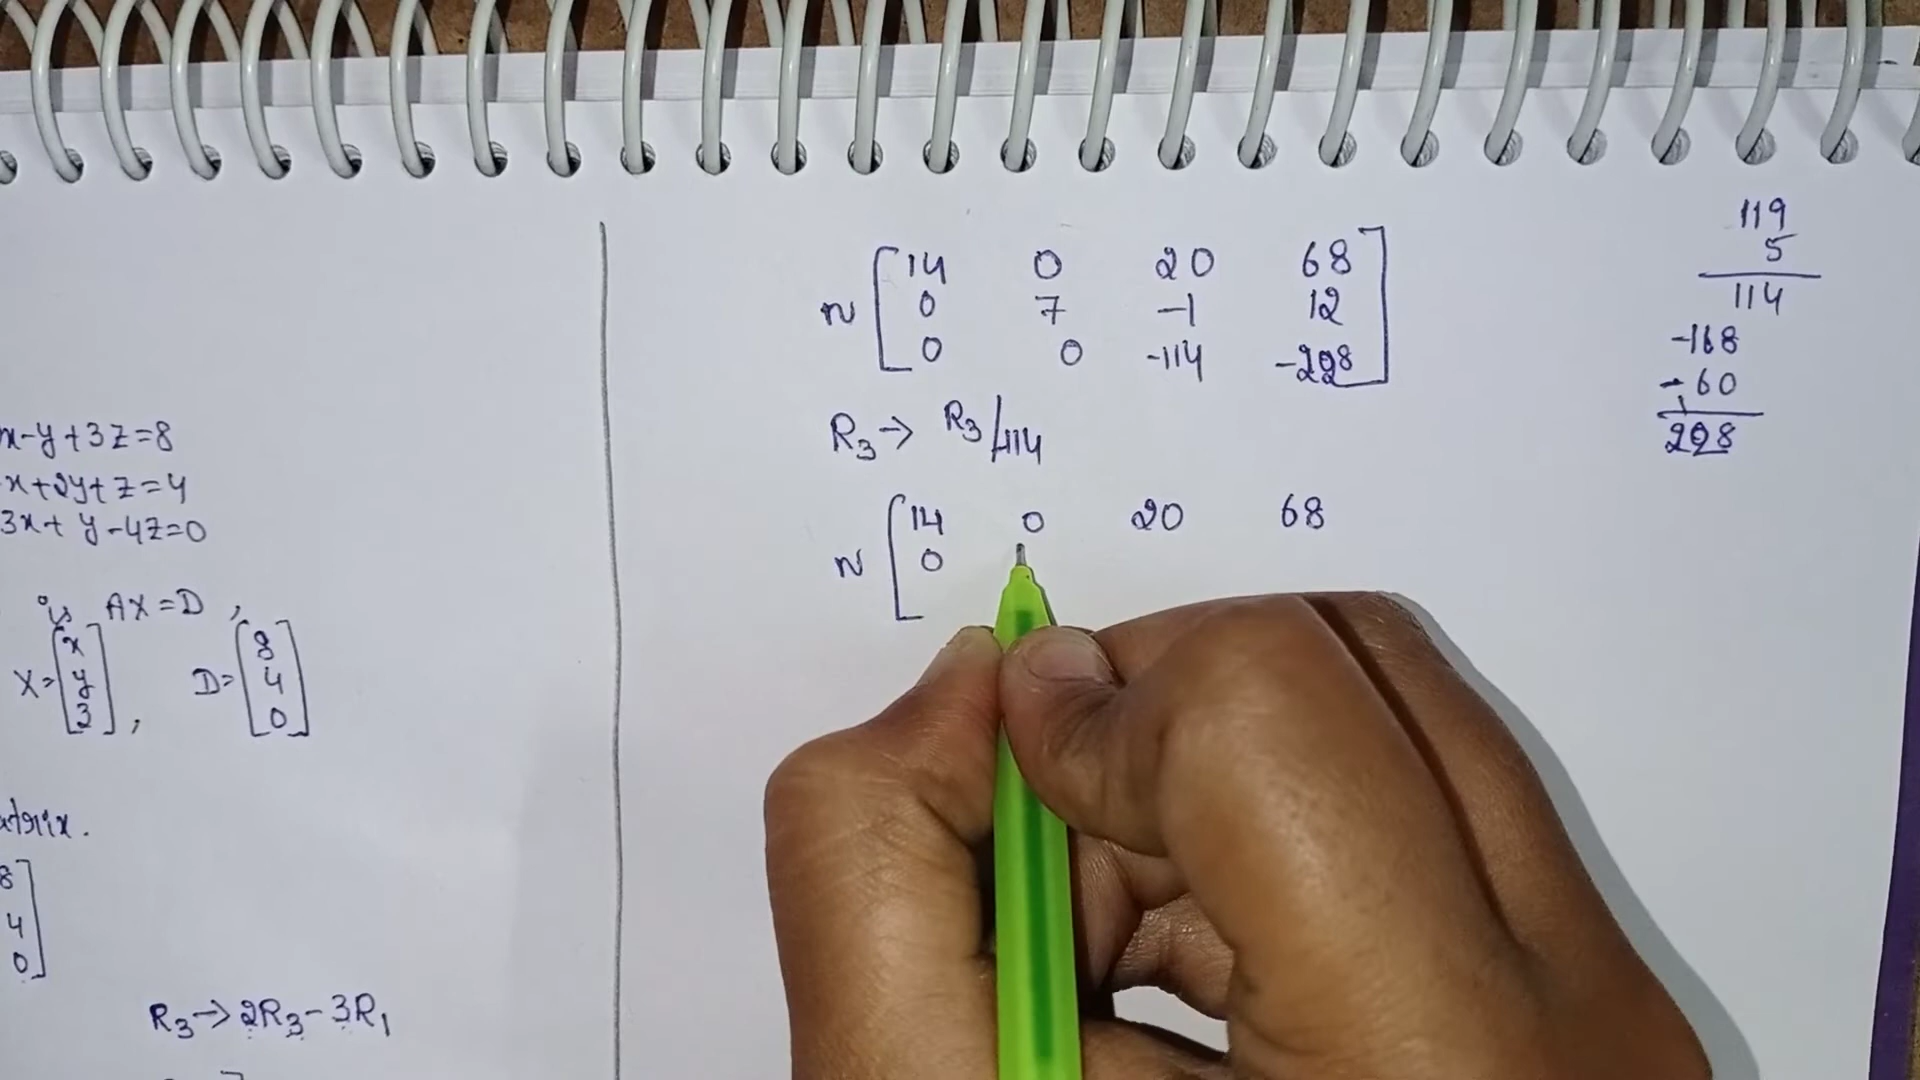 x-y+3z=8
x+2y+z=4
3x+y-4z=0
is AX=D,
X=[x y z], D=[8 4 0]
atrix.
8
4
0]
R3→2R3-3R1
~[14 0 20 68
0 7 -1 12
0 0 -114 -228]
R3→R3/-114
~[14 0 20 68
0
119
5
114
-168
-60
228